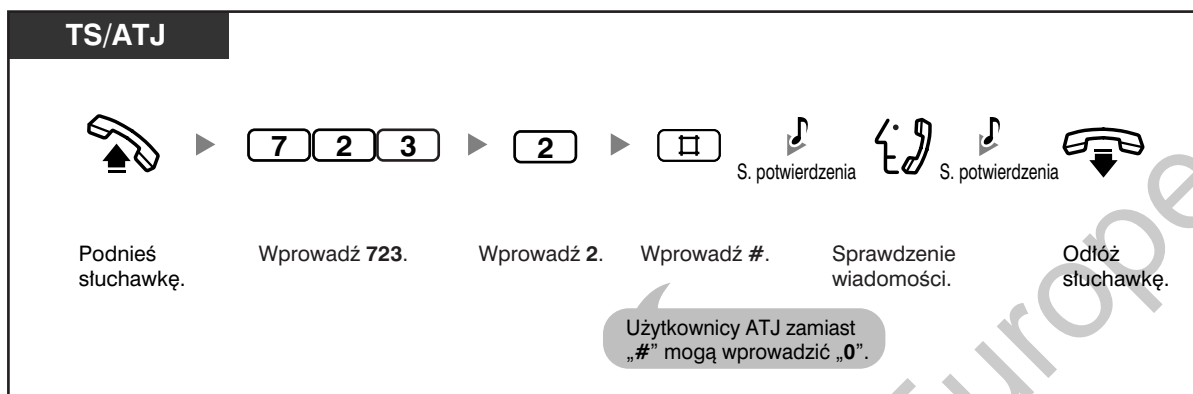 TS/ATJ
7 2 3
2
#
S. potwierdzenia
S. potwierdzenia
Podnieś
słuchawkę.
Wprowadź 723.
Wprowadź 2.
Wprowadź #.
Sprawdzenie
wiadomości.
Odłóż
słuchawkę.
Użytkownicy ATJ zamiast
„#” mogą wprowadzić „0”.
urope